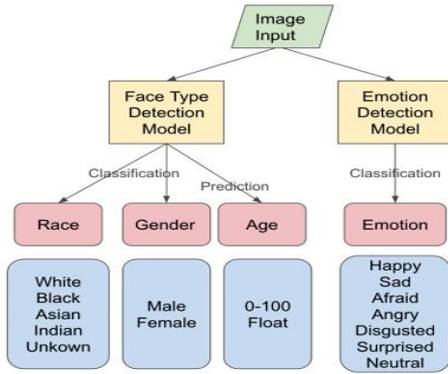 Image
Input
Face Type
Detection
Model
Emotion
Detection
Model
Classification
Prediction
Classification
Race
Gender
Age
Emotion
White
Black
Asian
Indian
Unkown
Male
Female
0-100
Float
Happy
Sad
Afraid
Angry
Disgusted
Surprised
Neutral